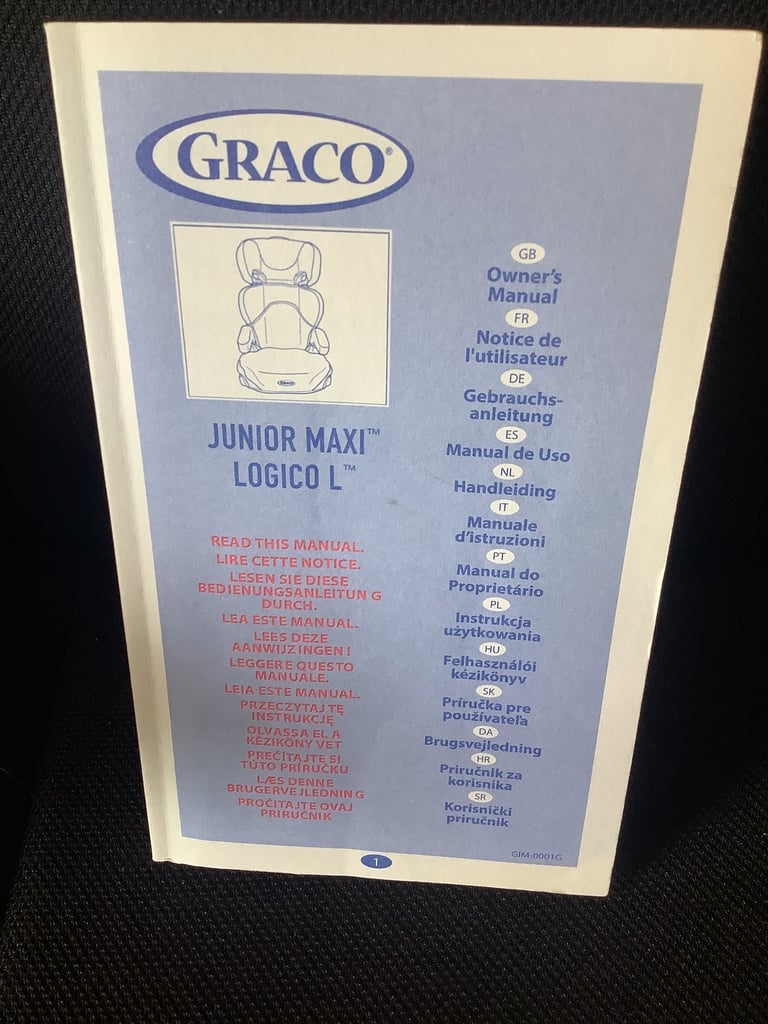 GRACO®
GRACO
JUNIOR MAXI™
LOGICO L™
READ THIS MANUAL.
LIRE CETTE NOTICE.
LESEN SIE DIESE
BEDIENUNGSANLEITUN G
DURCH.
LEA ESTE MANUAL.
LEES DEZE
AANWIJZINGEN !
LEGGERE QUESTO
MANUALE.
LEIA ESTE MANUAL.
PRZECZYTAJ TĘ
INSTRUKCJĘ
OLVASSA EL A
KÉZIKÖNY VET
PREČÍTAJTE SI
TÚTO PRÍRUČKU
LÆS DENNE
BRUGERVEJLEDNIN G
PROČITAJTE OVAJ
PRIRUČNIK
GB
Owner's
Manual
FR
Notice de
l'utilisateur
DE
Gebrauchs-
anleitung
ES
Manual de Uso
NL
Handleiding
IT
Manuale
d'istruzioni
PT
Manual do
Proprietário
PL
Instrukcja
użytkowania
HU
Felhasználói
kézikönyv
SK
Príručka pre
používateľa
DA
Brugsvejledning
HR
Priručnik za
korisnika
SR
Korisnički
priručnik
GIM-0001G
1